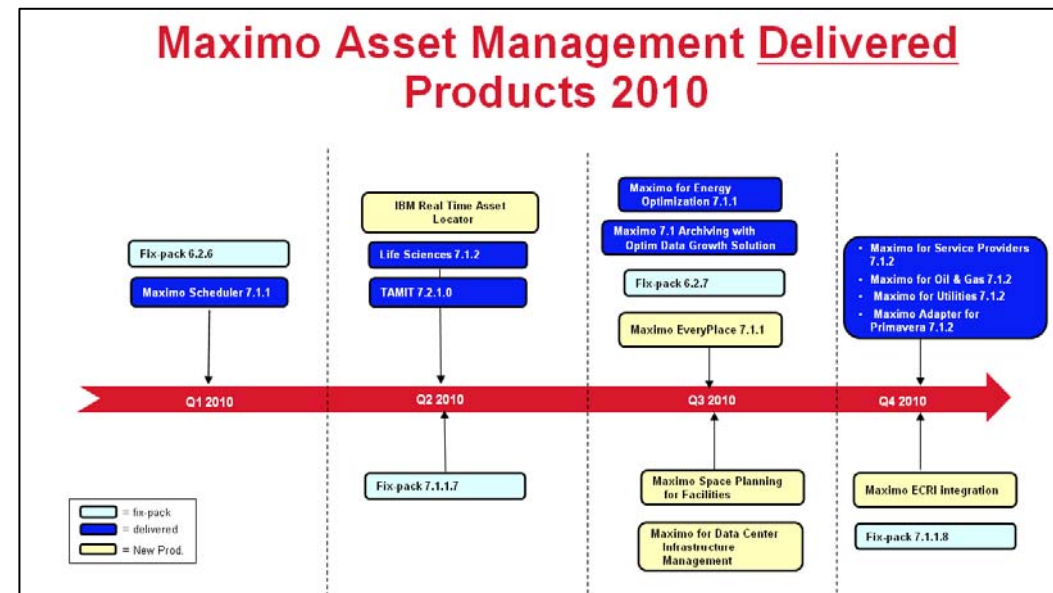 Maximo Asset Management Delivered
Products 2010
Fix-pack 6.2.6
Maximo Scheduler 7.1.1
IBM Real Time Asset
Locator
Life Sciences 7.1.2
TAMIT 7.2.1.0
Maximo for Energy
Optimization 7.1.1
Maximo 7.1 Archiving with
Optim Data Growth Solution
Fix-pack 6.2.7
Maximo EveryPlace 7.1.1
• Maximo for Service Providers
7.1.2
• Maximo for Oil & Gas 7.1.2
• Maximo for Utilities 7.1.2
• Maximo Adapter for
Primavera 7.1.2
Q1 2010
Q2 2010
Q3 2010
Q4 2010
Fix-pack 7.1.1.7
Maximo Space Planning
for Facilities
Maximo for Data Center
Infrastructure
Management
Maximo ECRI Integration
Fix-pack 7.1.1.8
= fix-pack
= delivered
= New Prod.